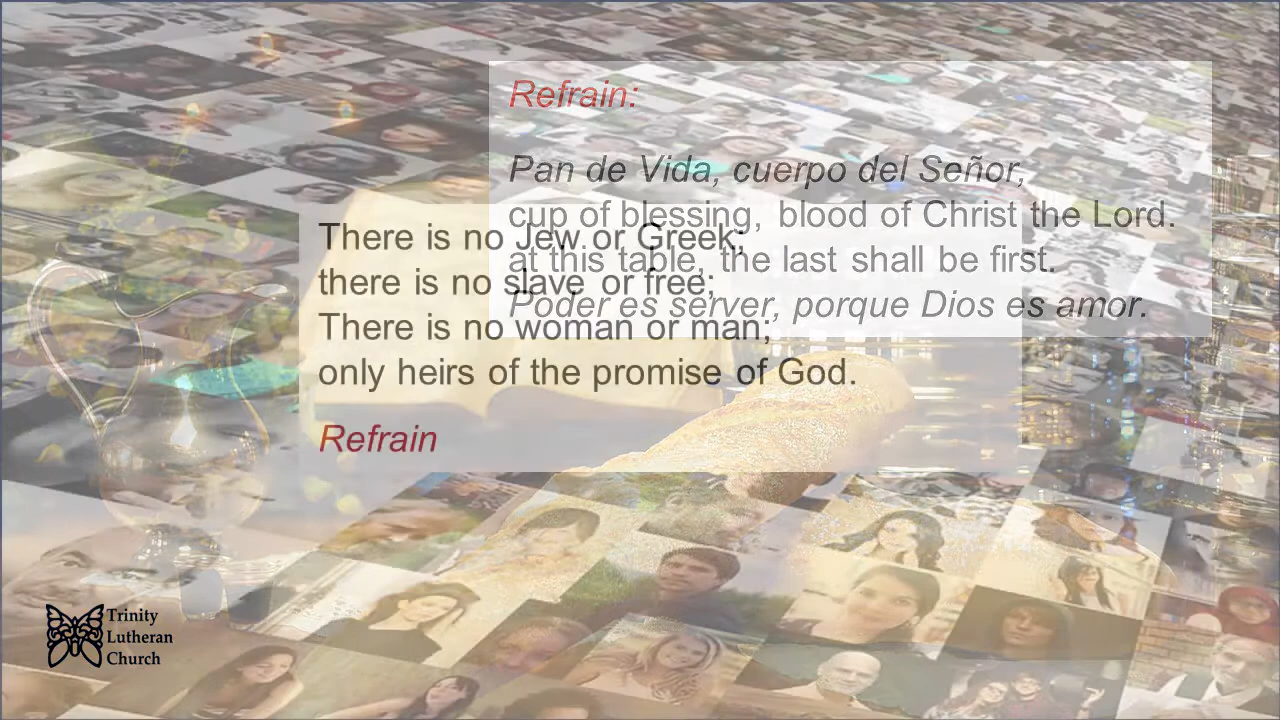 Refrain:
Pan de Vida, cuerpo del Señor,
cup of blessing, blood of Christ the Lord.
at this table, the last shall be first.
Poder es server, porque Dios es amor.
There is no Jew or Greek;
there is no slave or free;
There is no woman or man;
only heirs of the promise of God.
Refrain
Trinity
Lutheran
Church